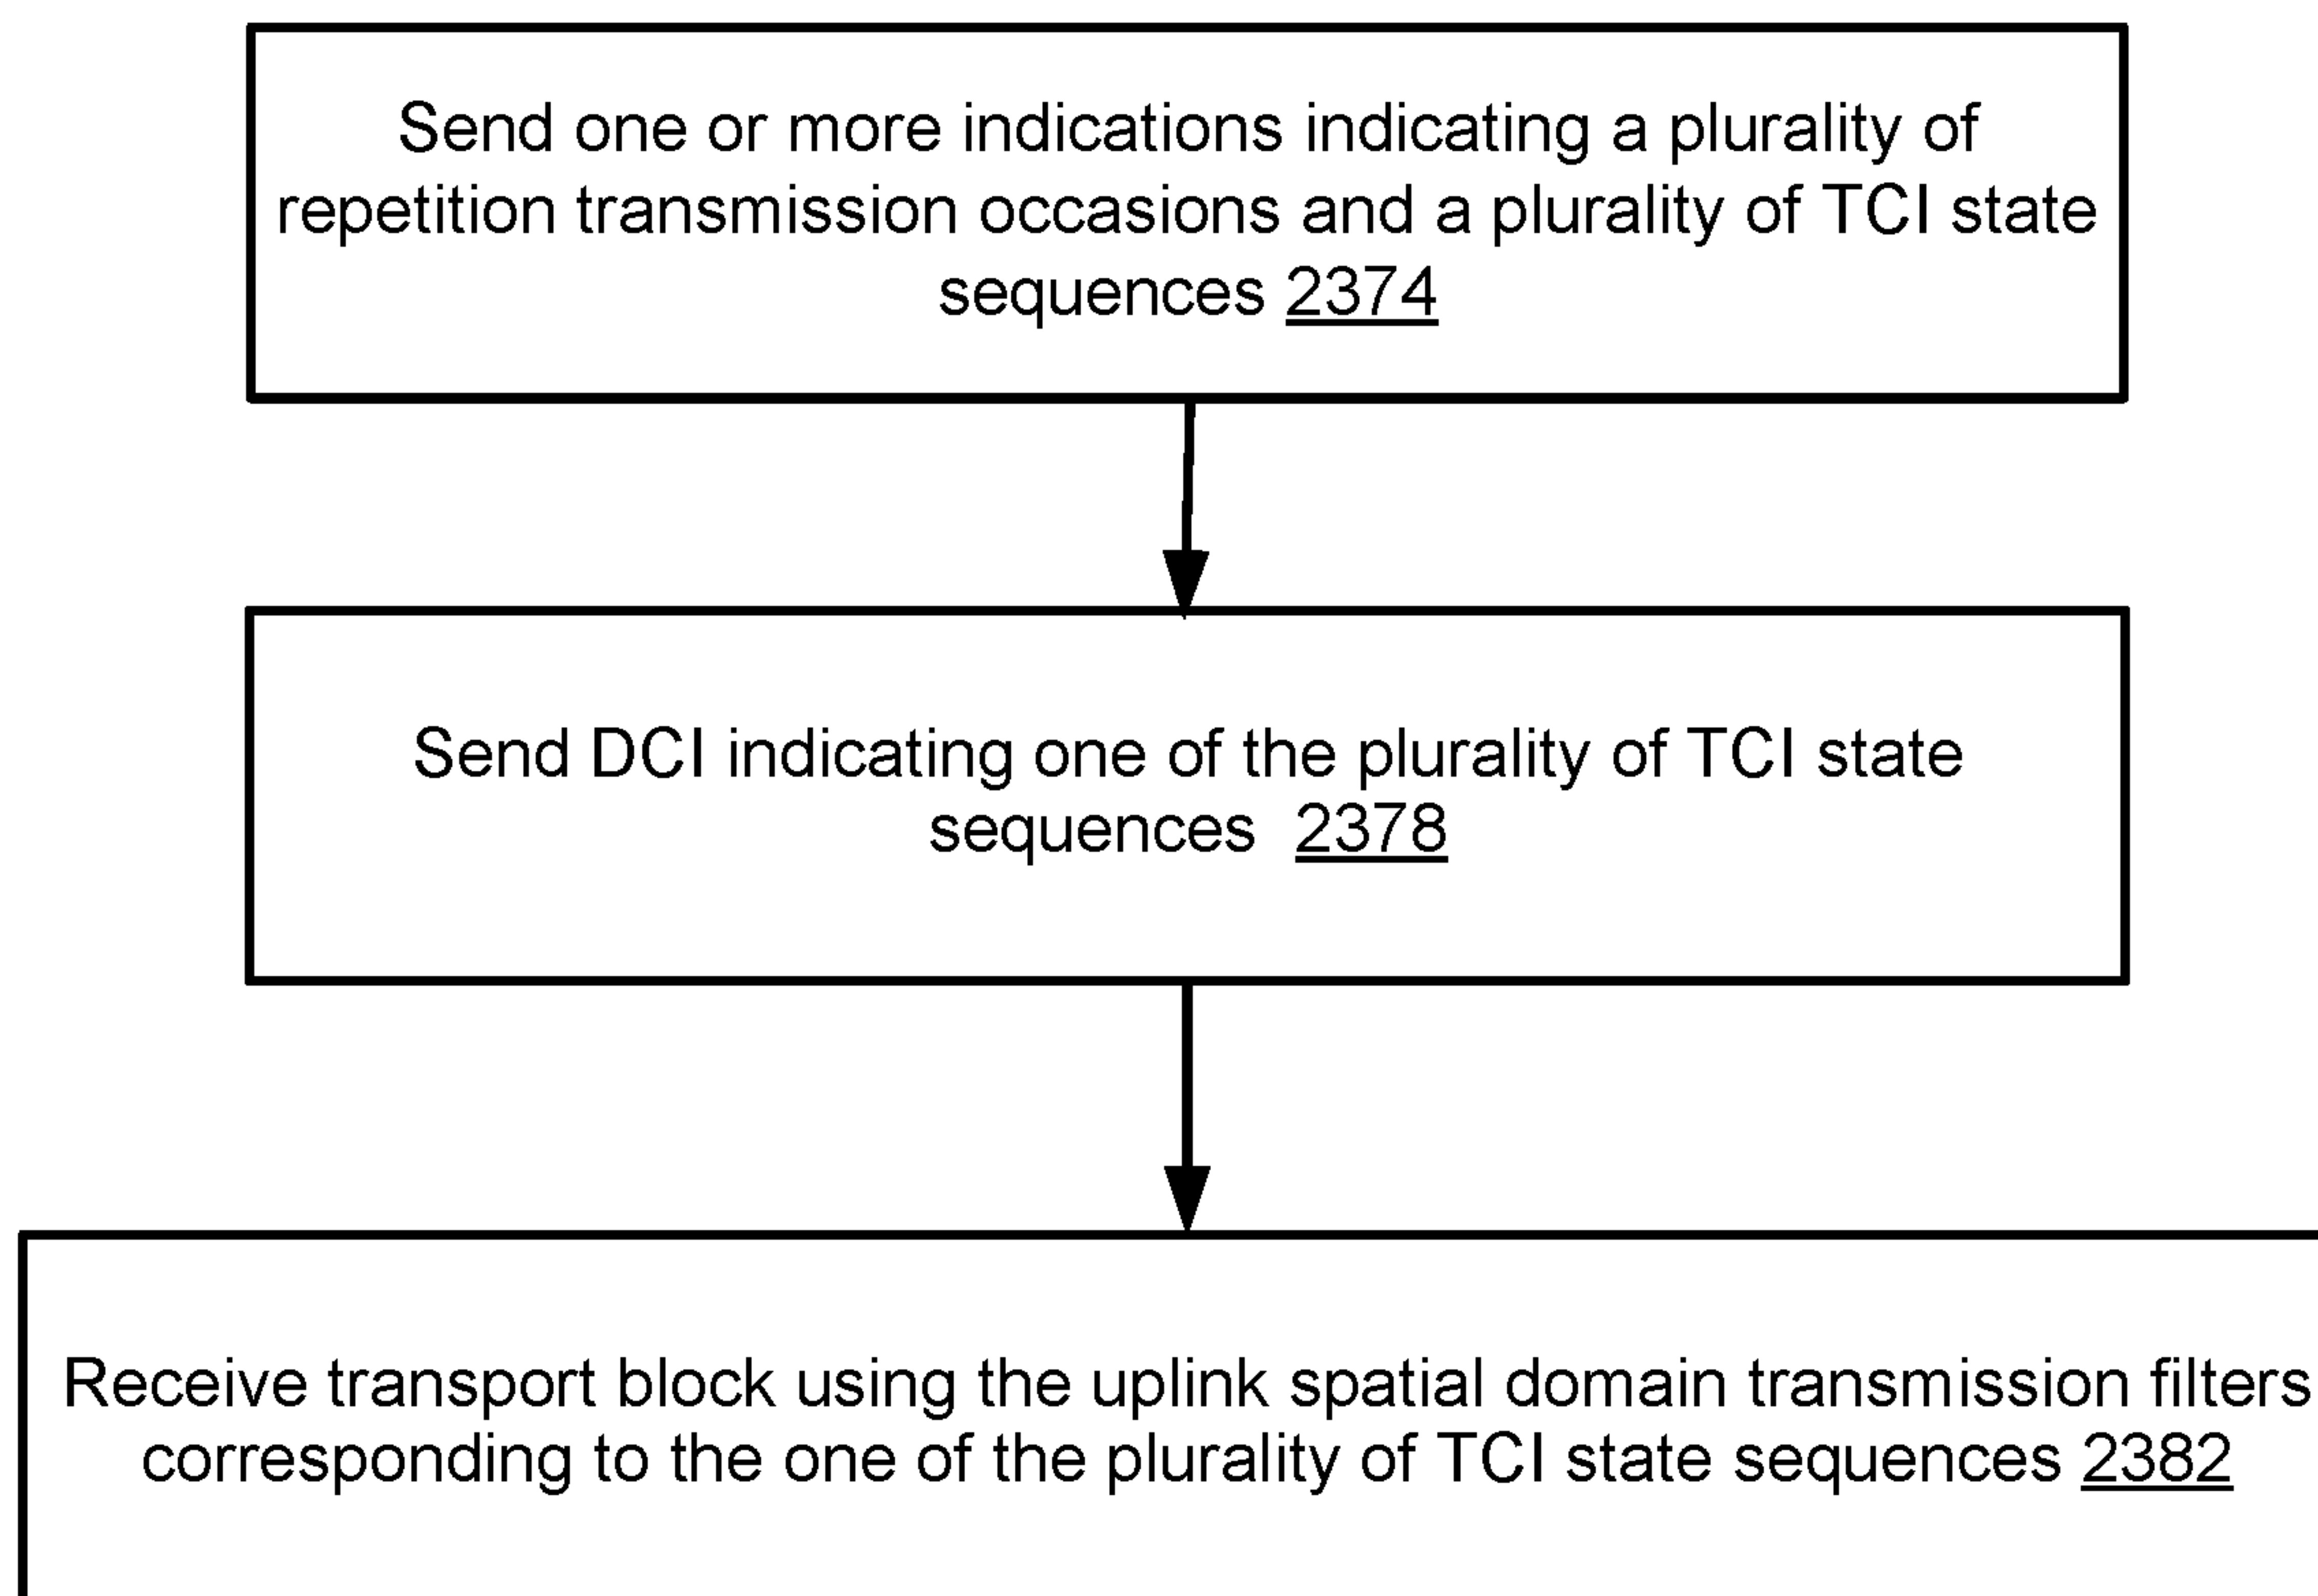 Send one or more indications indicating a plurality of
repetition transmission occasions and a plurality of TCI state
sequences 2374
Send DCI indicating one of the plurality of TCI state
sequences 2378
Receive transport block using the uplink spatial domain transmission filters
corresponding to the one of the plurality of TCI state sequences 2382